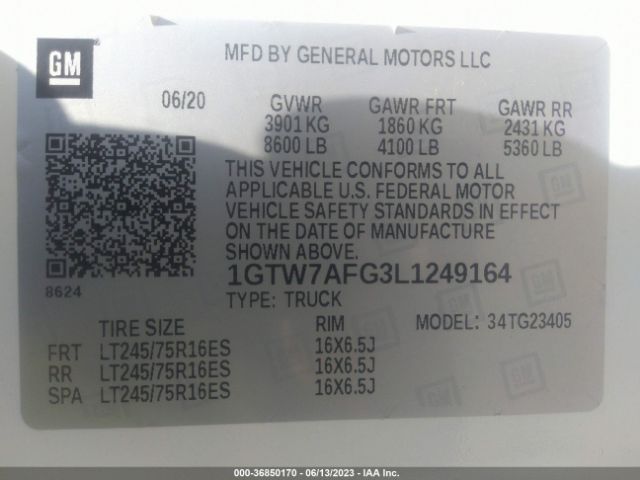 GM
MFD BY GENERAL MOTORS LLC
06/20 GVWR GAWR FRT GAWR RR
3901 KG 1860 KG 2431 KG
8600 LB 4100 LB 5360 LB
THIS VEHICLE CONFORMS TO ALL
APPLICABLE U.S. FEDERAL MOTOR
VEHICLE SAFETY STANDARDS IN EFFECT
ON THE DATE OF MANUFACTURE
SHOWN ABOVE.
8624
1GTW7AFG3L1249164
TYPE: TRUCK
TIRE SIZE RIM MODEL: 34TG23405
FRT LT245/75R16ES 16X6.5J
RR LT245/75R16ES 16X6.5J
SPA LT245/75R16ES 16X6.5J
000-36850170 - 06/13/2023 - IAA Inc.